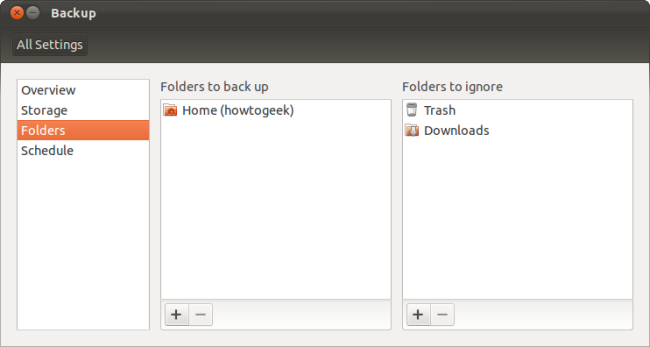 Backup
All Settings
Overview
Storage
Folders
Schedule
Folders to back up
Home (howtogeek)
Folders to ignore
Trash
Downloads